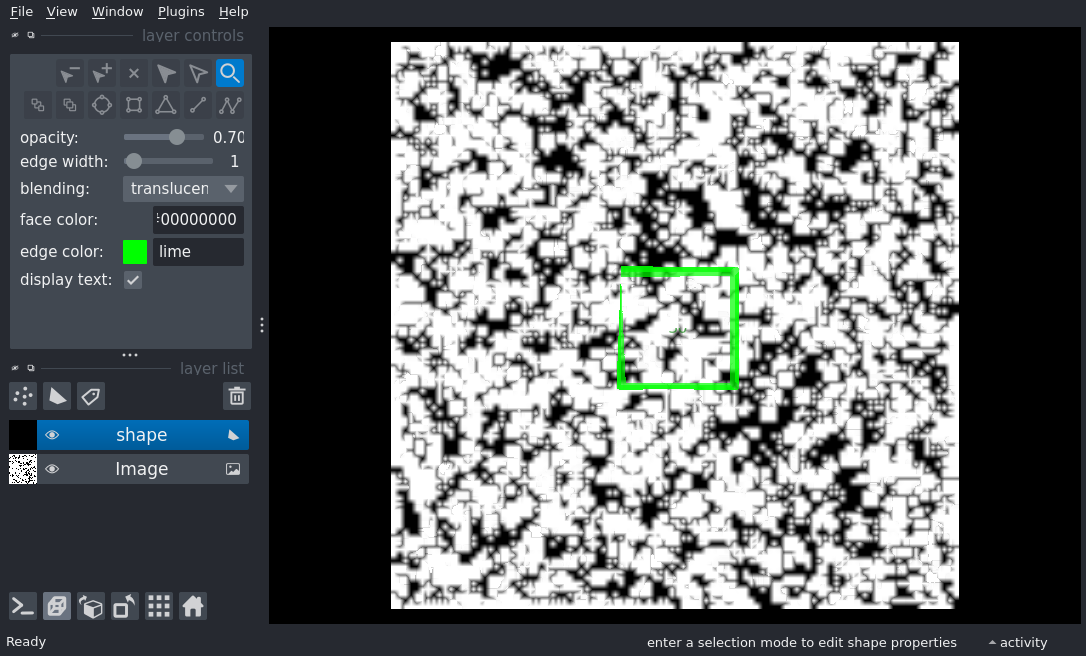 File View Window Plugins Help
layer controls
opacity: 0.70
edge width: 1
blending: translucen
face color: #00000000
edge color: lime
display text:
layer list
shape
Image
Ready
enter a selection mode to edit shape properties
activity